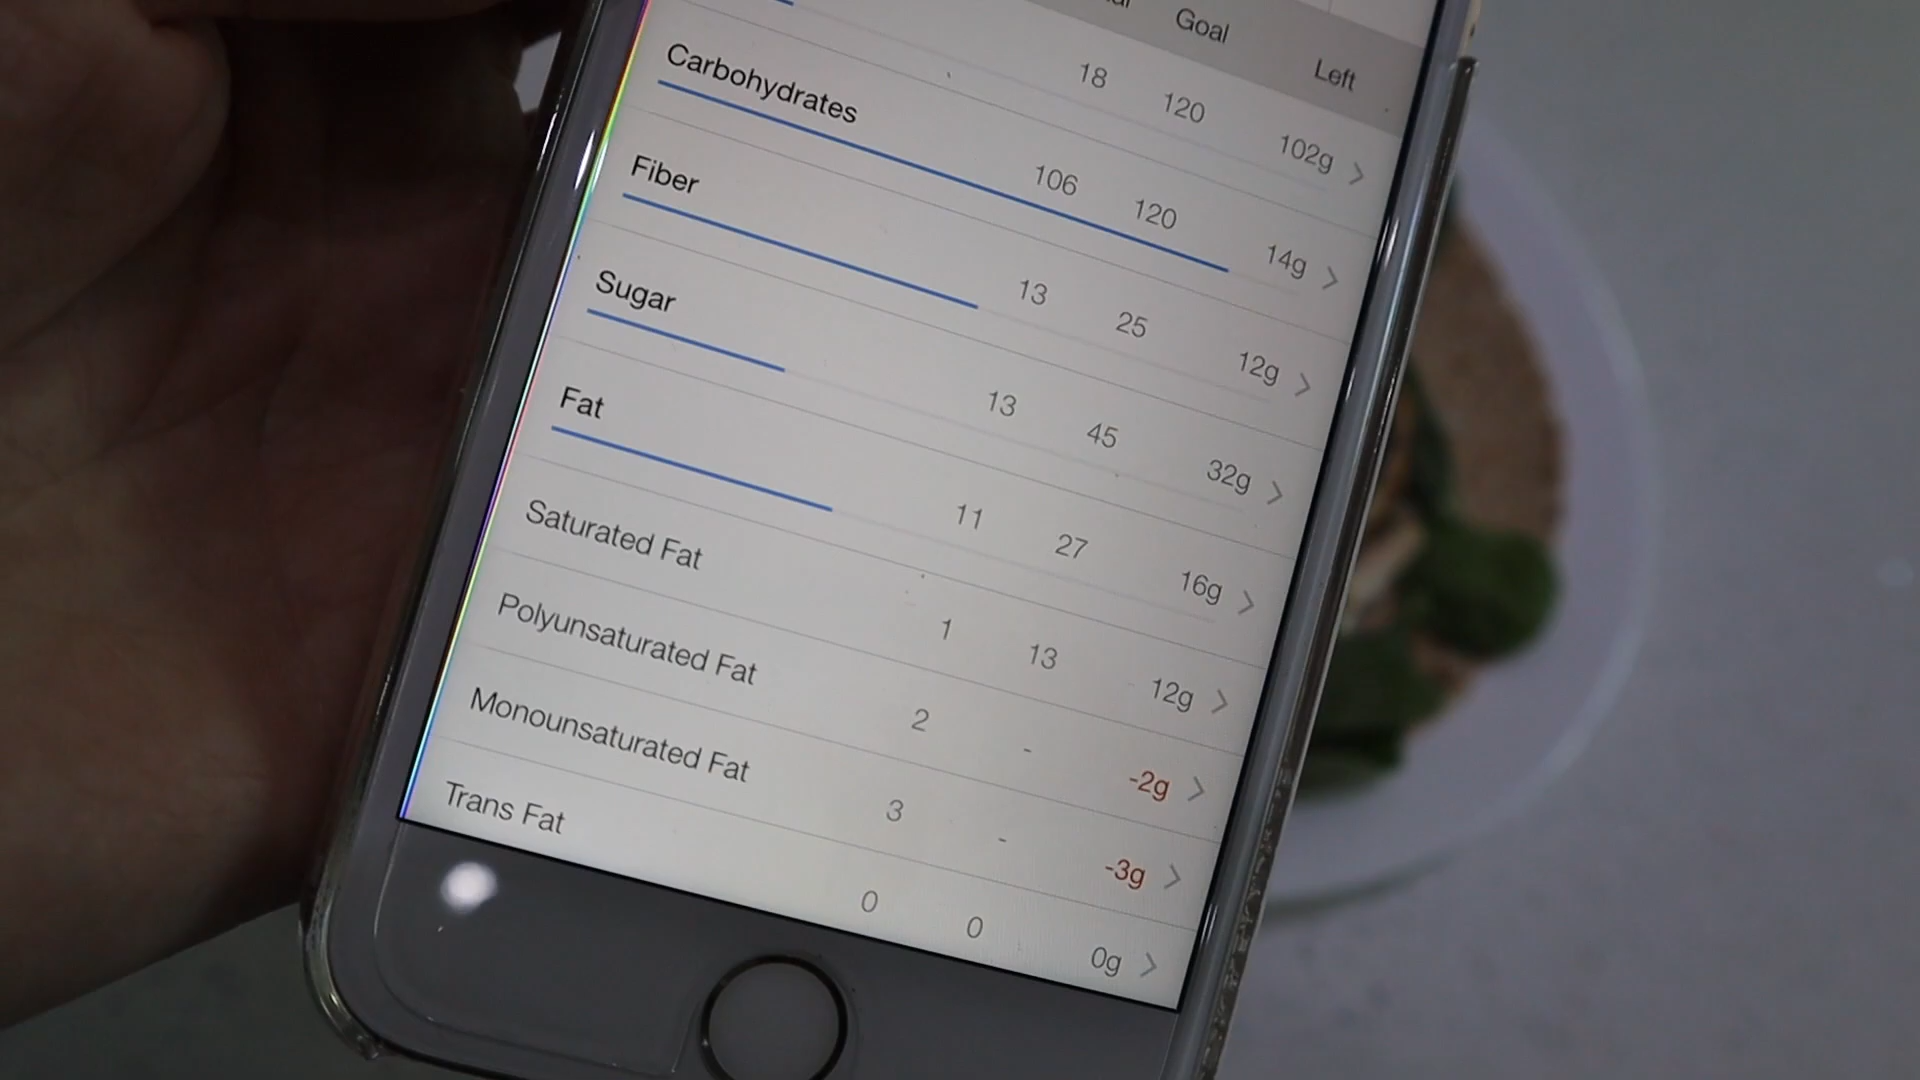 Goal Left
18 120 102g
Carbohydrates 106 120 14g
Fiber 13 25 12g
Sugar 13 45 32g
Fat 11 27 16g
Saturated Fat 1 13 12g
Polyunsaturated Fat 2 - -2g
Monounsaturated Fat 3 - -3g
Trans Fat 0 0 0g